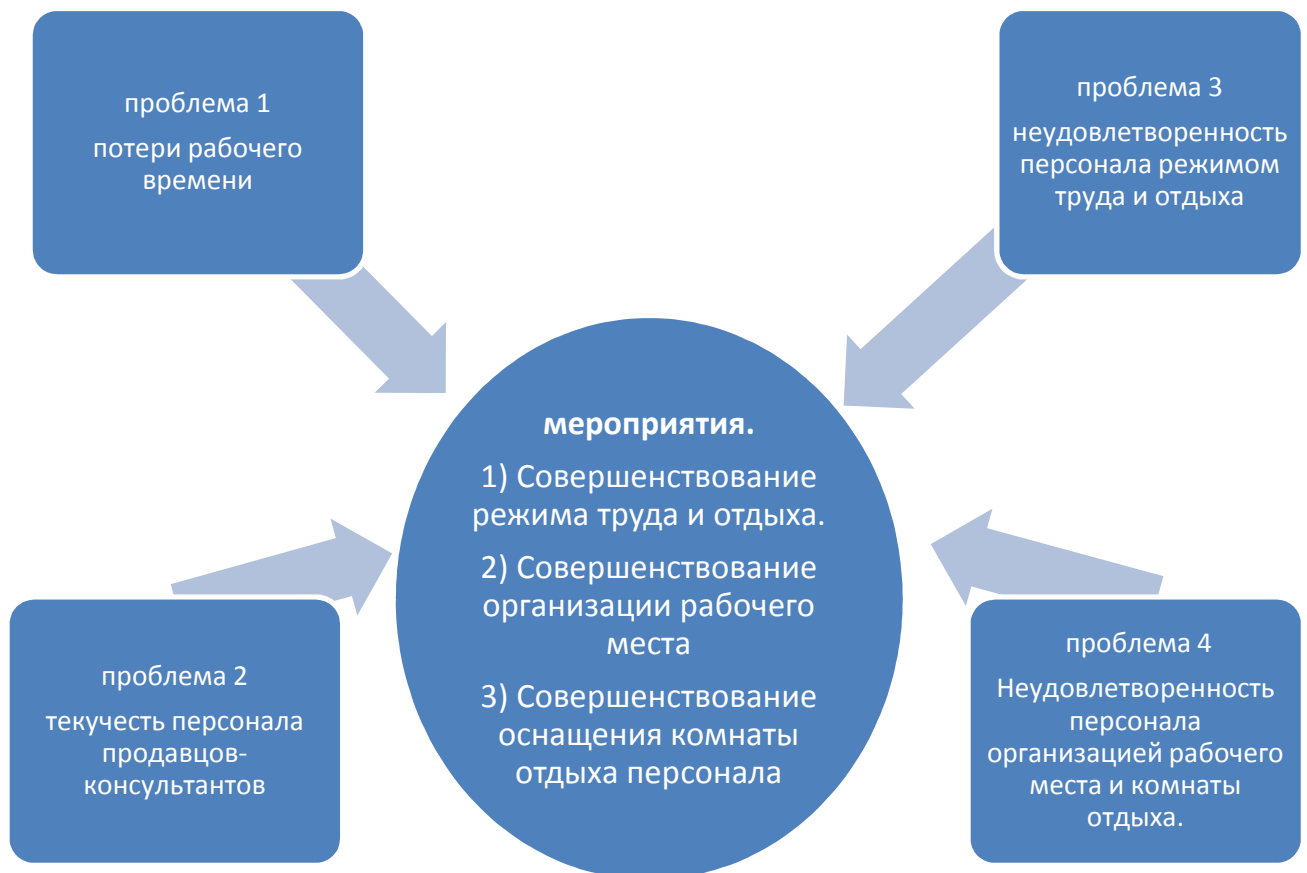 проблема 1
потери рабочего
времени
проблема 3
неудовлетворенность
персонала режимом
труда и отдыха
мероприятия.
1) Совершенствование
режима труда и отдыха.
2) Совершенствование
организации рабочего
места
3) Совершенствование
оснащения комнаты
отдыха персонала
проблема 2
текучесть персонала
продавцов-
консультантов
проблема 4
Неудовлетворенность
персонала
организацией рабочего
места и комнаты
отдыха.